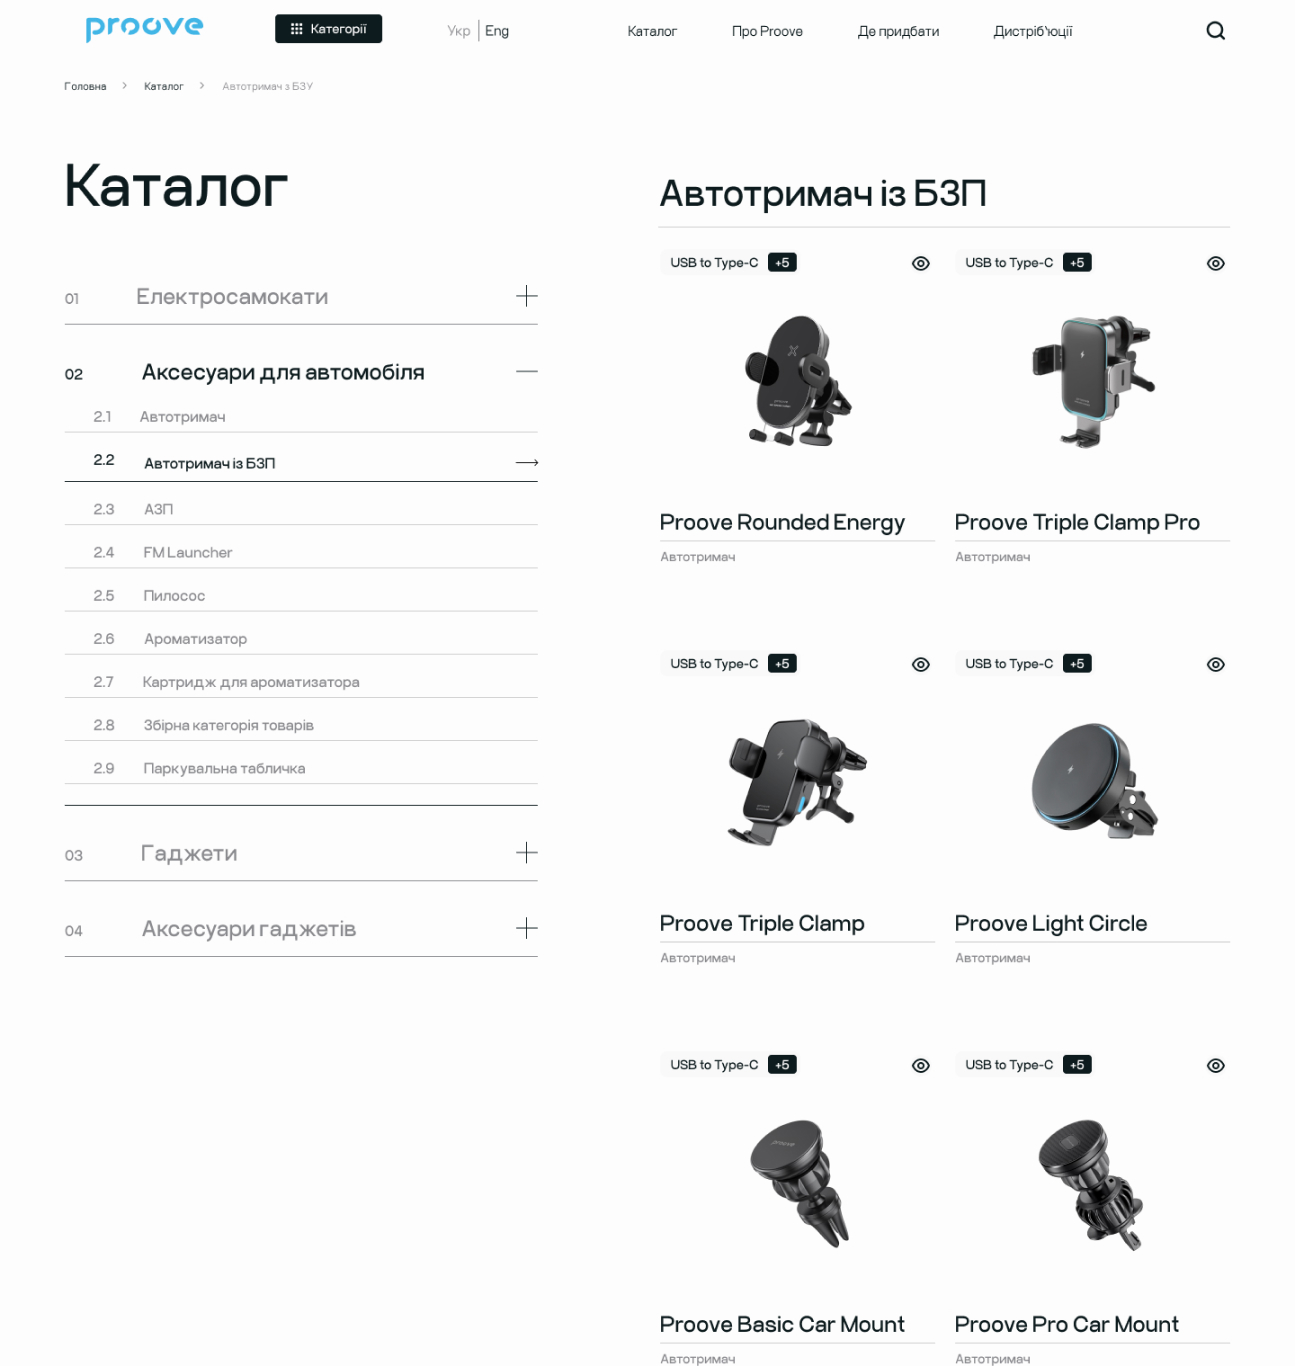 proove
Категорії
Укр | Eng
Каталог
Про Proove
Де придбати
Дистриб'юції
Головна > Каталог > Автотримач з БЗУ
Каталог
01 Електросамокати
02 Аксесуари для автомобіля
2.1 Автотримач
2.2 Автотримач із БЗП
2.3 АЗП
2.4 FM Launcher
2.5 Пилосос
2.6 Ароматизатор
2.7 Картридж для ароматизатора
2.8 Збірна категорія товарів
2.9 Паркувальна табличка
03 Гаджети
04 Аксесуари гаджетів
Автотримач із БЗП
USB to Type-C +5
USB to Type-C +5
Proove Rounded Energy
Proove Triple Clamp Pro
Автотримач
Автотримач
USB to Type-C +5
USB to Type-C +5
Proove Triple Clamp
Proove Light Circle
Автотримач
Автотримач
USB to Type-C +5
USB to Type-C +5
proove
Proove Basic Car Mount
Proove Pro Car Mount
Автотримач
Автотримач